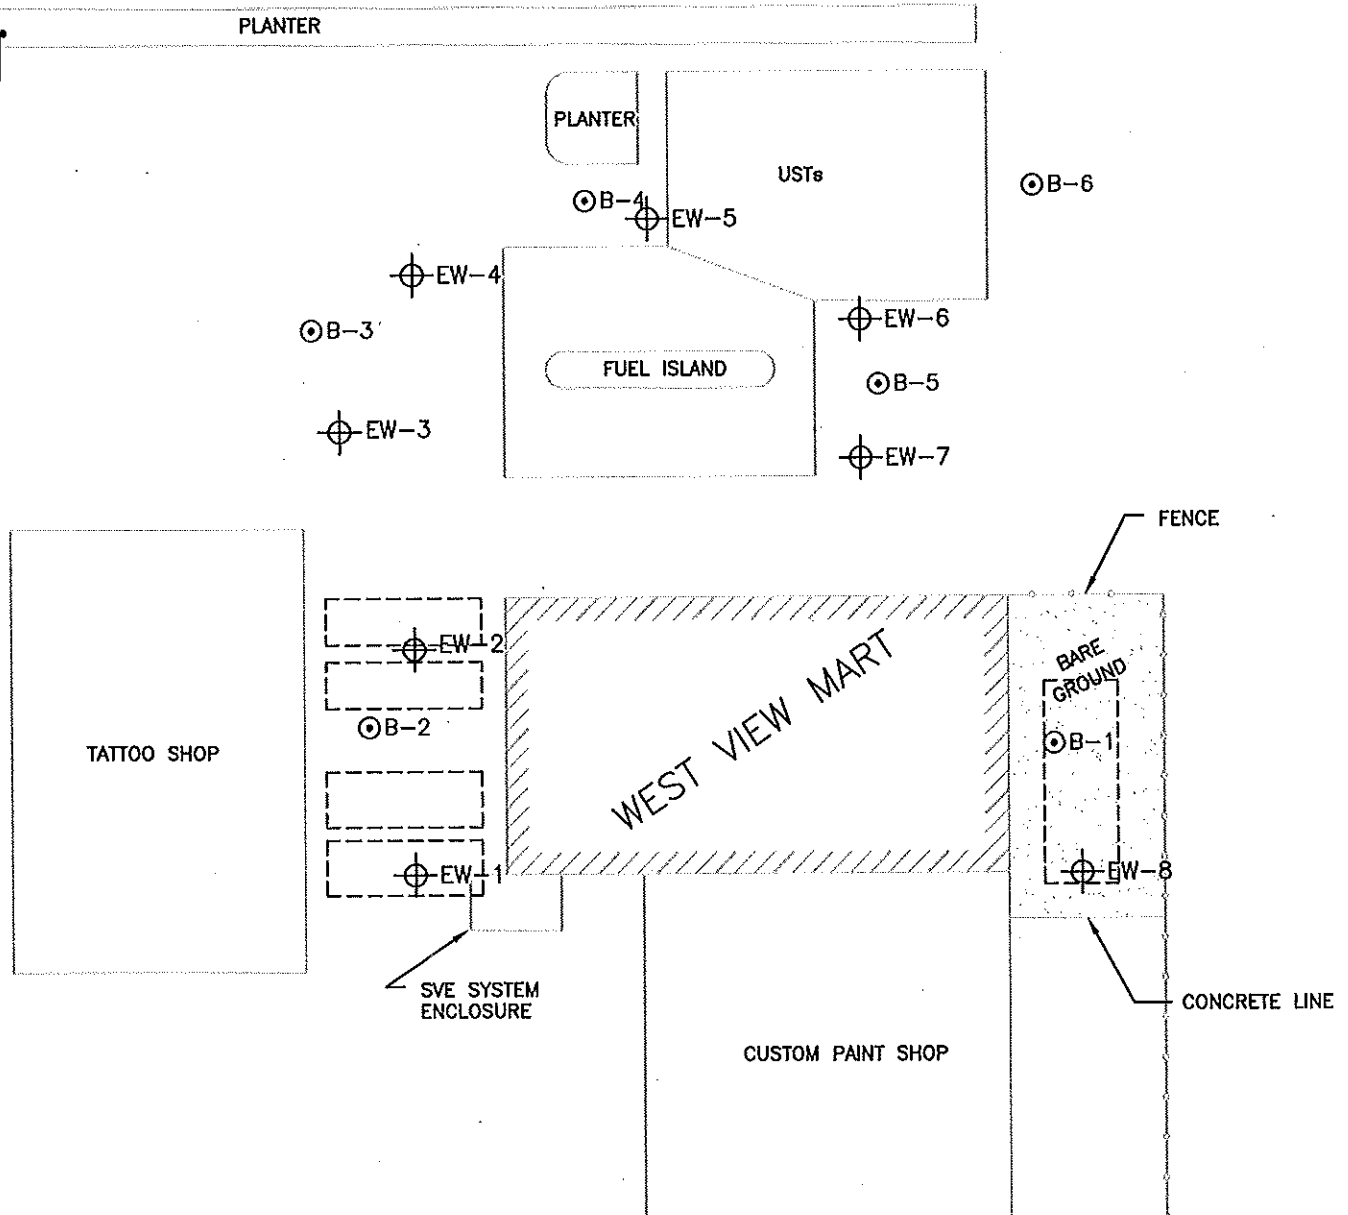 PLANTER
PLANTER
USTs
B-6
B-4
EW-5
EW-4
EW-6
B-3
FUEL ISLAND
B-5
EW-3
EW-7
FENCE
EW-2
BARE
GROUND
WEST VIEW MART
B-2
B-1
TATTOO SHOP
EW-1
EW-8
SVE SYSTEM
ENCLOSURE
CONCRETE LINE
CUSTOM PAINT SHOP